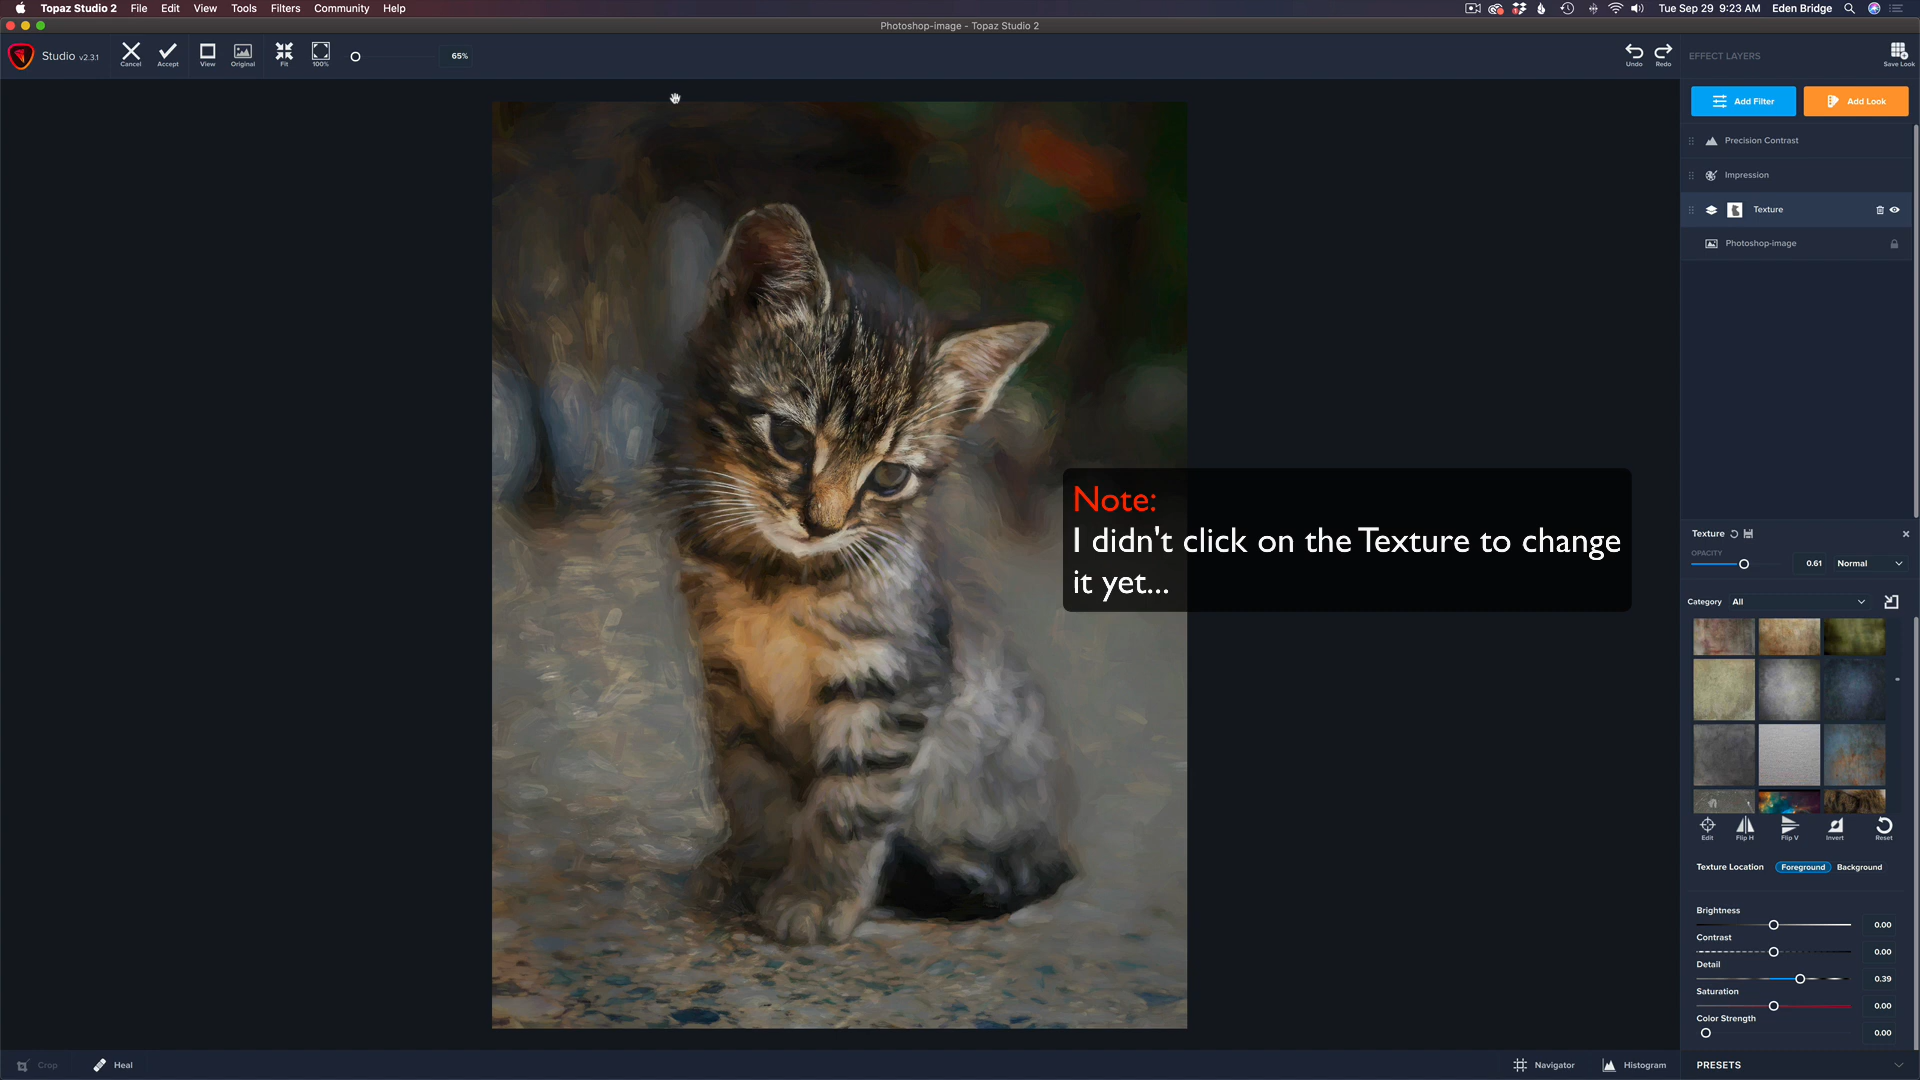 Topaz Studio 2 File Edit View Tools Filters Community Help
Tue Sep 29 9:23 AM Eden Bridge
Photoshop-image - Topaz Studio 2
Studio v2.3.1
Cancel Accept View Original Fit 100%
65%
Undo Redo
EFFECT LAYERS
Save Look
Add Filter Add Look
Precision Contrast
Impression
Texture
Photoshop-image
Note:
I didn't click on the Texture to change
it yet...
Texture
OPACITY
0.61 Normal
Category All
Edit Flip H Flip V Invert Reset
Texture Location Foreground Background
Brightness
0.00
Contrast
0.00
Detail
0.39
Saturation
0.00
Color Strength
0.00
Crop Heal
Navigator Histogram
PRESETS